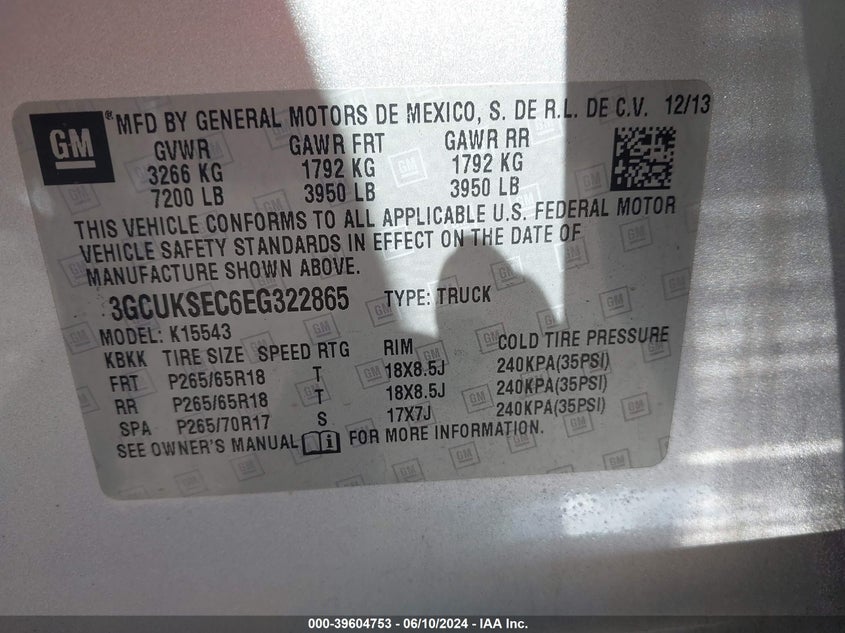 GM ® MFD BY GENERAL MOTORS DE MEXICO, S. DE R.L. DE C.V. 12/13
GVWR GAWR FRT GAWR RR
3266 KG 1792 KG 1792 KG
7200 LB 3950 LB 3950 LB
THIS VEHICLE CONFORMS TO ALL APPLICABLE U.S. FEDERAL MOTOR
VEHICLE SAFETY STANDARDS IN EFFECT ON THE DATE OF
MANUFACTURE SHOWN ABOVE.
3GCUKSEC6EG322865 TYPE: TRUCK
MODEL: K15543
KBKK TIRE SIZE SPEED RTG RIM COLD TIRE PRESSURE
FRT P265/65R18 T 18X8.5J 240KPA(35PSI)
RR P265/65R18 T 18X8.5J 240KPA(35PSI)
SPA P265/70R17 S 17X7J 240KPA(35PSI)
SEE OWNER'S MANUAL FOR MORE INFORMATION.
000-39604753 - 06/10/2024 - IAA Inc.